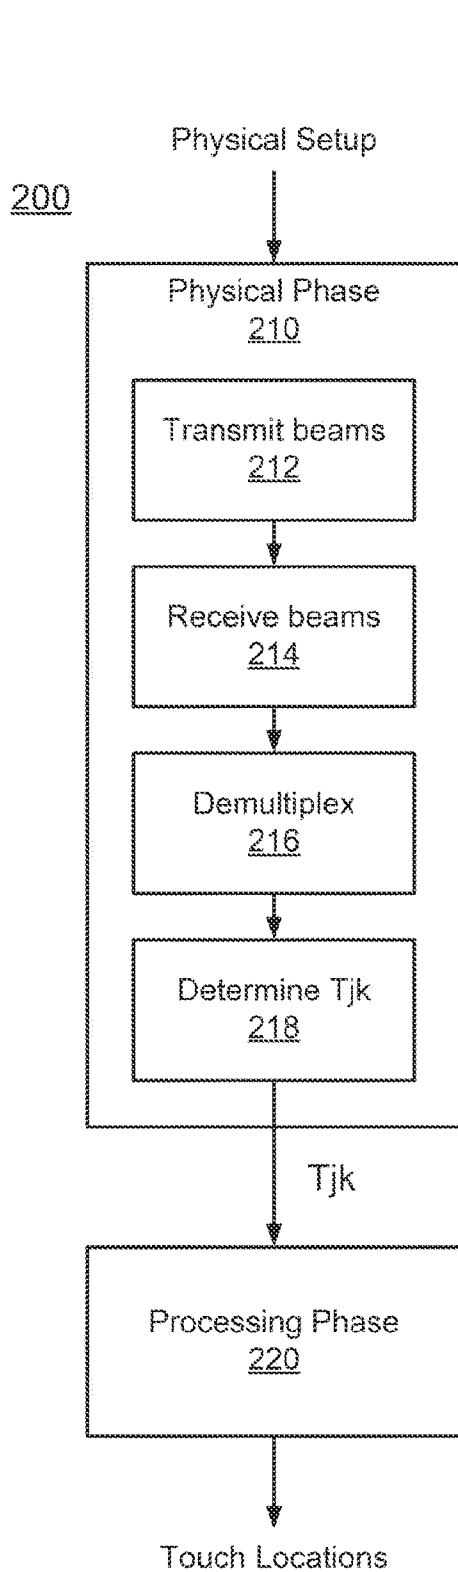 Physical Setup
200
Physical Phase
210
Transmit beams
212
Receive beams
214
Demultiplex
216
Determine Tjk
218
Tjk
Processing Phase
220
Touch Locations